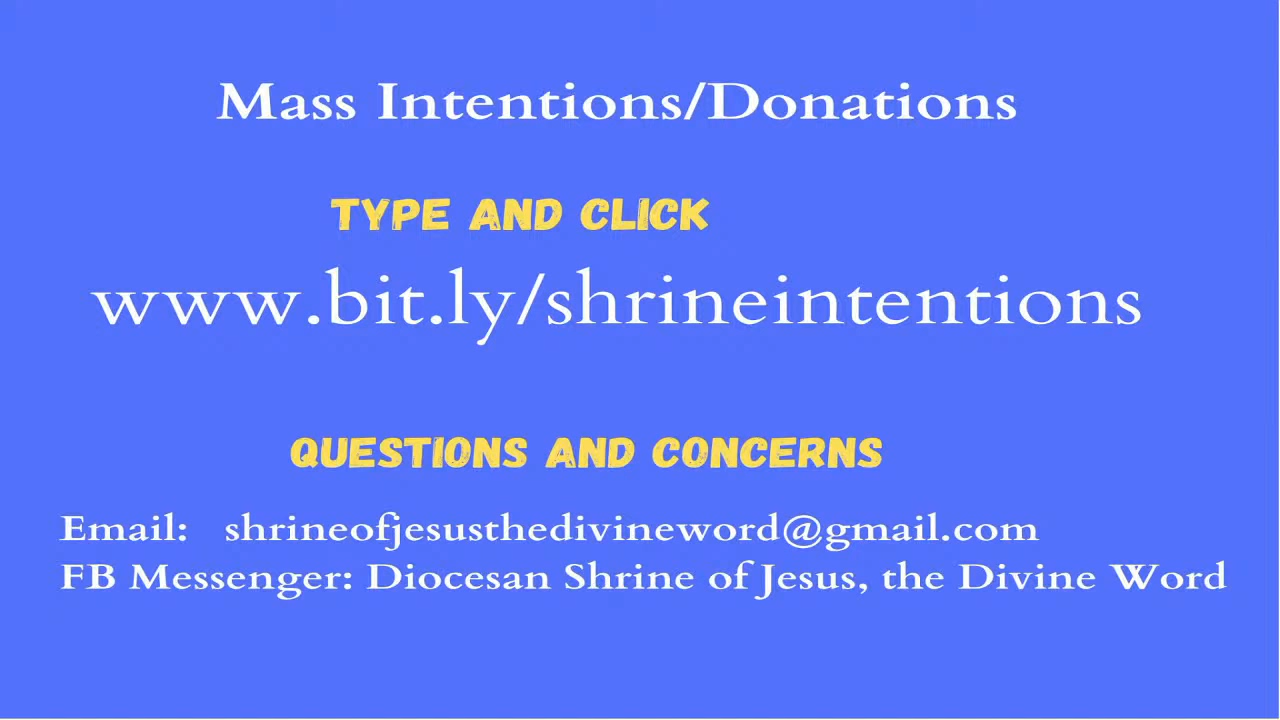 Mass Intentions/Donations
TYPE AND CLICK
www.bit.ly/shrineintentions
QUESTIONS AND CONCERNS
Email: shrineofjesusthedivineword@gmail.com
FB Messenger: Diocesan Shrine of Jesus, the Divine Word